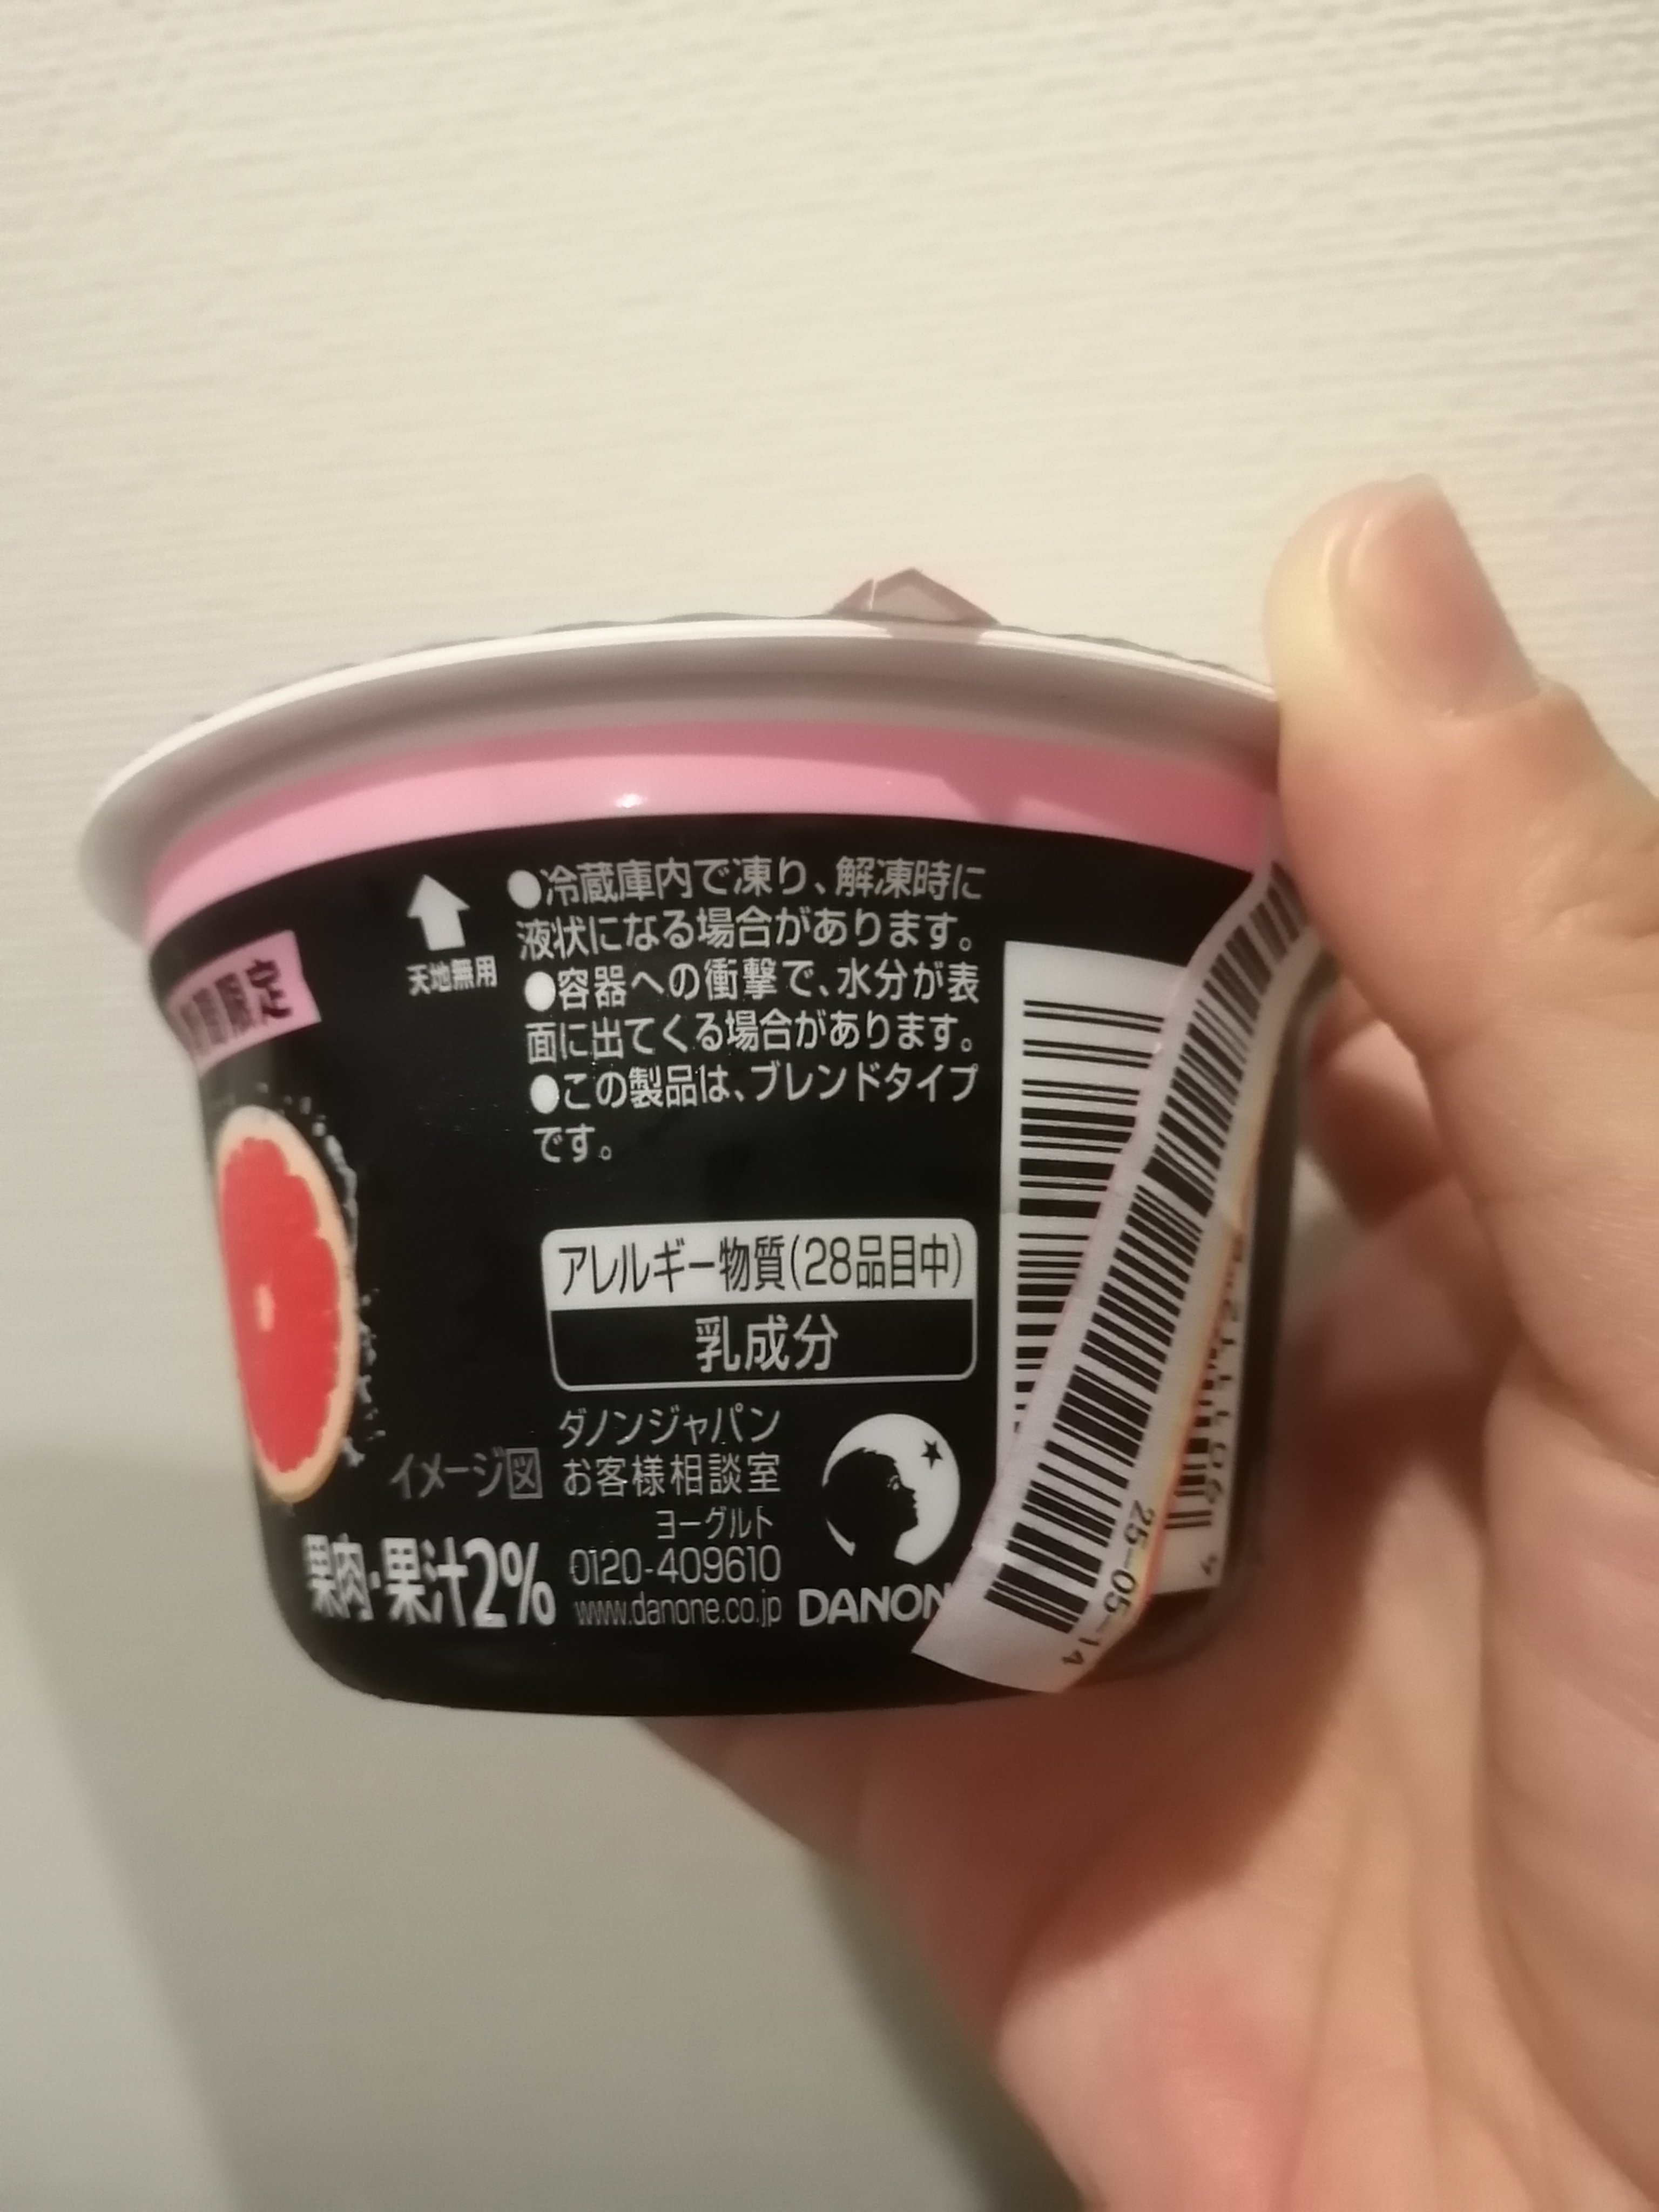 限定
天地無用
●冷蔵庫内で凍り、解凍時に
液状になる場合があります。
●容器への衝撃で、水分が表
面に出てくる場合があります。
●この製品は、ブレンドタイプ
です。
アレルギー物質(28品目中)
乳成分
イメージ図
果肉・果汁2%
ダノンジャパン
お客様相談室
ヨーグルト
0120-409610
www.danone.co.jp
DANON
25-05-14